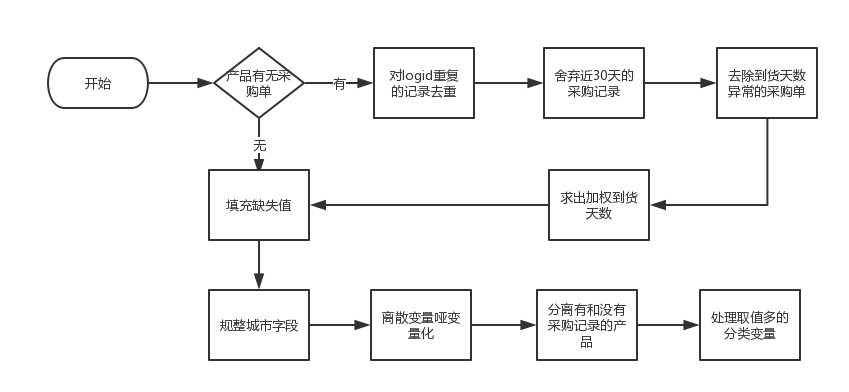 开始
产品有无采
购单
有
对logid重复
的记录去重
舍弃近30天的
采购记录
去除到货天数
异常的采购单
无
填充缺失值
求出加权到货
天数
规整城市字段
离散变量哑变
量化
分离有和没有
采购记录的产
品
处理取值多的
分类变量